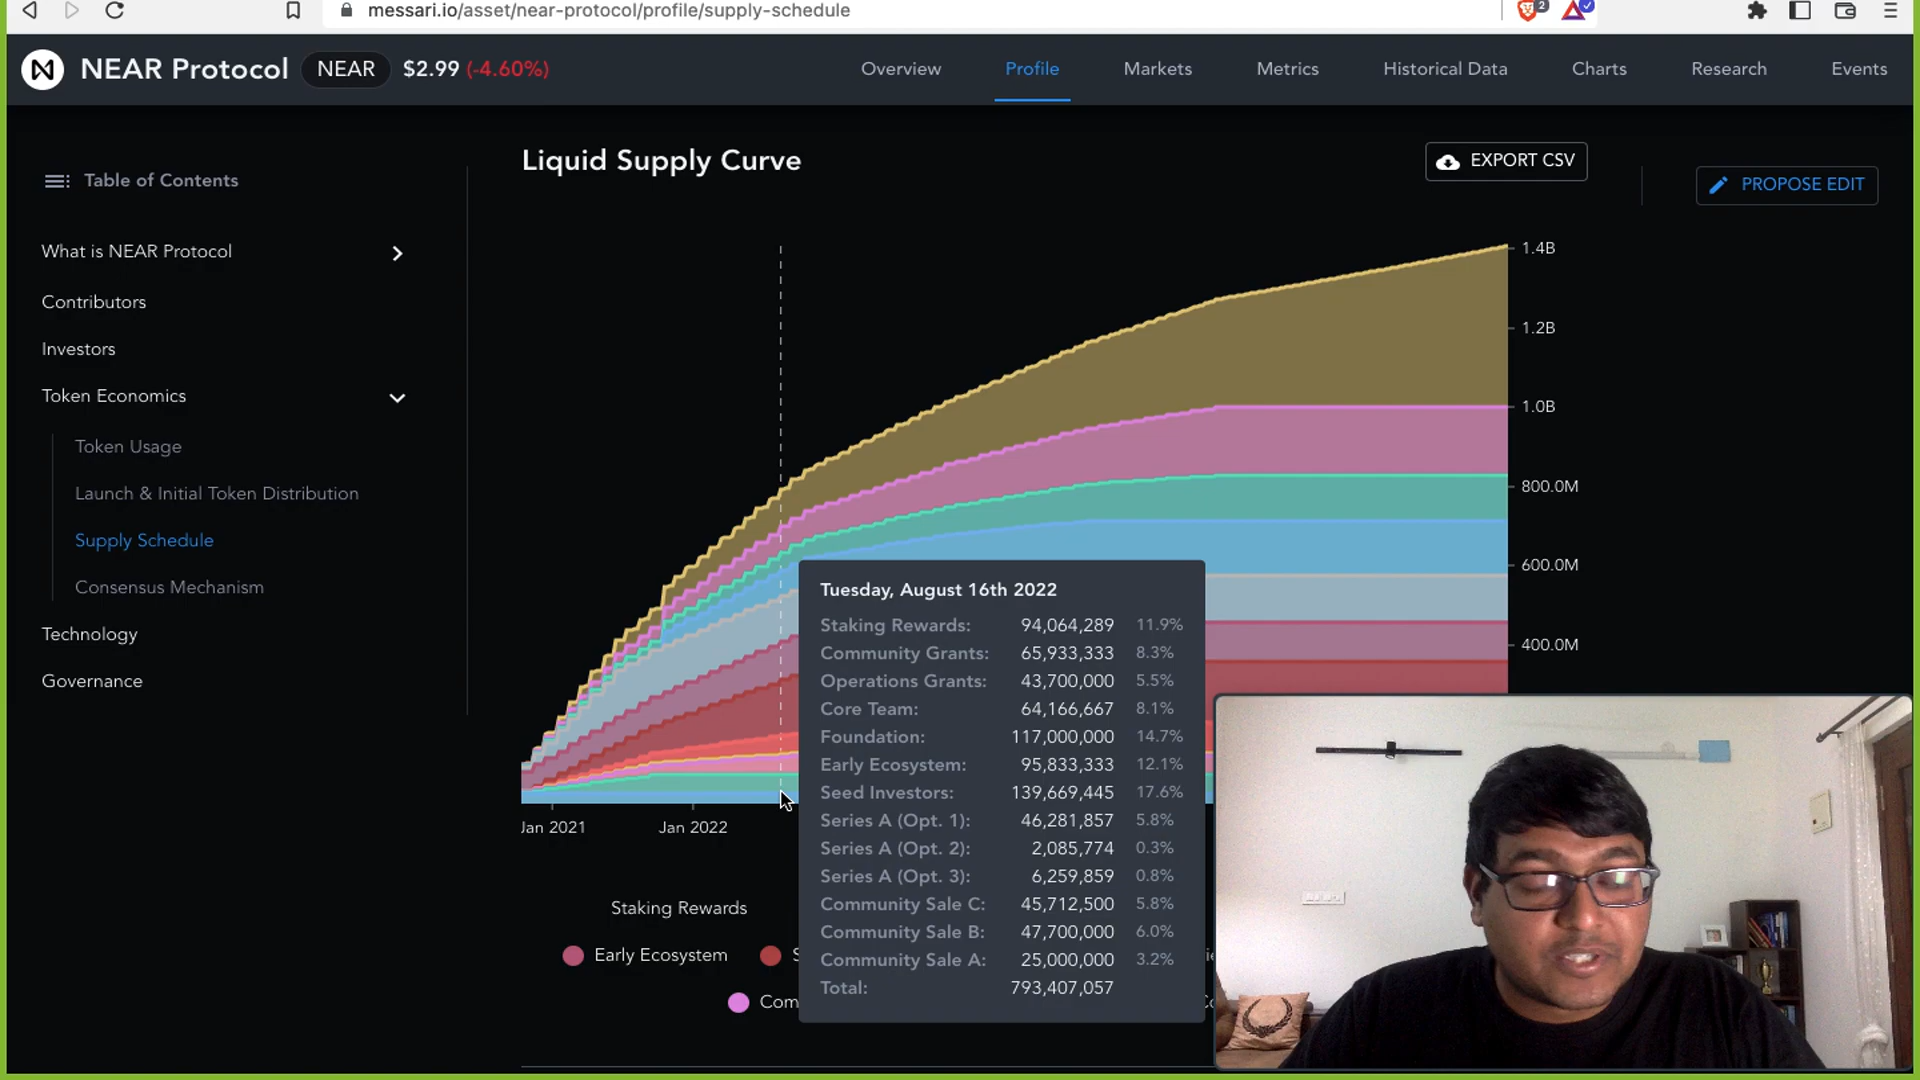 messari.io/asset/near-protocol/profile/supply-schedule
2
NEAR Protocol NEAR $2.99 (-4.60%) Overview Profile Markets Metrics Historical Data Charts Research Events
Table of Contents
What is NEAR Protocol
Contributors
Investors
Token Economics
Token Usage
Launch & Initial Token Distribution
Supply Schedule
Consensus Mechanism
Technology
Governance
Liquid Supply Curve
EXPORT CSV
PROPOSE EDIT
1.4B
1.2B
1.0B
800.0M
600.0M
400.0M
Jan 2021 Jan 2022
Tuesday, August 16th 2022
Staking Rewards: 94,064,289 11.9%
Community Grants: 65,933,333 8.3%
Operations Grants: 43,700,000 5.5%
Core Team: 64,166,667 8.1%
Foundation: 117,000,000 14.7%
Early Ecosystem: 95,833,333 12.1%
Seed Investors: 139,669,445 17.6%
Series A (Opt. 1): 46,281,857 5.8%
Series A (Opt. 2): 2,085,774 0.3%
Series A (Opt. 3): 6,259,859 0.8%
Community Sale C: 45,712,500 5.8%
Community Sale B: 47,700,000 6.0%
Community Sale A: 25,000,000 3.2%
Total: 793,407,057
Staking Rewards
Early Ecosystem